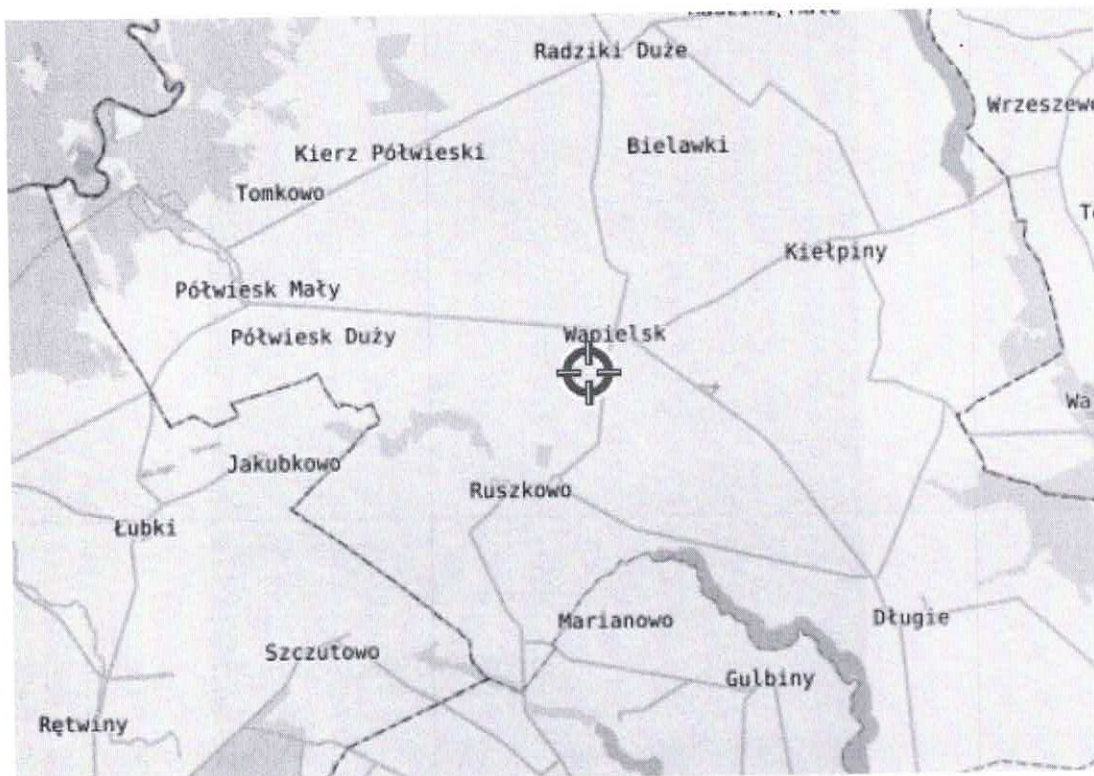 Radziki Duże
Wrzeszewo
Bielawki
Kierz Półwieski
Tomkowo
Kiełpiny
Półwiesk Mały
Półwiesk Duży
Wąpielsk
Jakubkowo
Ruszkowo
Łubki
Marianowo
Długie
Szczutowo
Gulbiny
Rętwiny